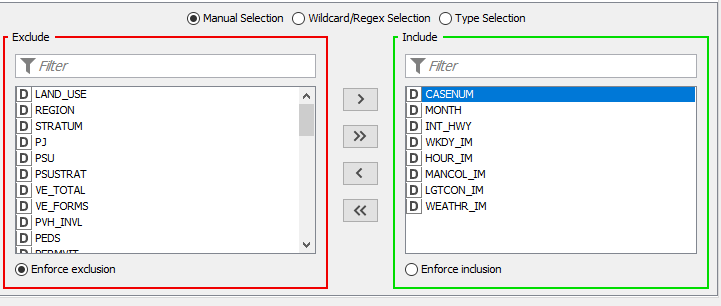 Manual Selection Wildcard/Regex Selection Type Selection
Exclude
Filter
D LAND_USE
D REGION
D STRATUM
D PJ
D PSU
D PSUSTRAT
D VE_TOTAL
D VE_FORMS
D PVH_INVL
D PEDS
Enforce exclusion
>
>>
<
<<
Include
Filter
D CASENUM
D MONTH
D INT_HWY
D WKDY_IM
D HOUR_IM
D MANCOL_IM
D LGTCON_IM
D WEATHR_IM
Enforce inclusion